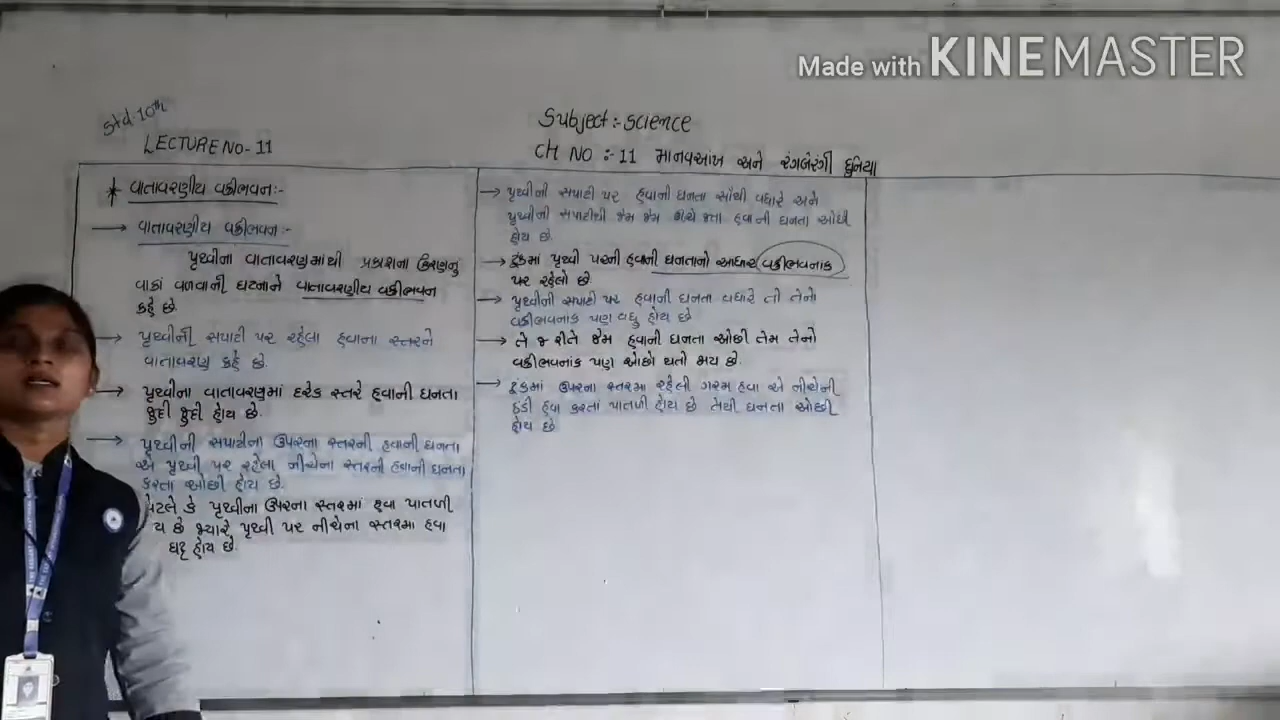 Made with KINEMASTER
Std. 10th
LECTURE NO- 11
Subject:- science
CH NO :- 11 માનવઆંખ અને રંગબેરંગી દુનિયા
* વાતાવરણીય વક્રીભવન:-
→ વાતાવરણીય વક્રીભવન:-
પૃથ્વીના વાતાવરણમાંથી પ્રકાશના કિરણનું
વાંકા વળવાની ઘટનાને વાતાવરણીય વક્રીભવન
કહે છે.
→ પૃથ્વીની સપાટી પર રહેલા હવાના સ્તરને
વાતાવરણ કહે છે.
→ પૃથ્વીના વાતાવરણમાં દરેક સ્તરે હવાની ઘનતા
જુદી જુદી હોય છે.
→ પૃથ્વીની સપાટીના ઉપરના સ્તરની હવાની ઘનતા
એ પૃથ્વી પર રહેલા નીચેના સ્તરની હવાની ઘનતા
કરતા ઓછી હોય છે.
એટલે કે પૃથ્વીના ઉપરના સ્તરમાં હવા પાતળી
ય છે જ્યારે પૃથ્વી પર નીચેના સ્તરમા હવા
ઘટ્ટ હોય છે.
→ પૃથ્વીની સપાટી પર હવાની ઘનતા સૌથી વધારે અને
પૃથ્વીની સપાટીથી જેમ જેમ ઊંચે જતા હવાની ઘનતા ઓછી
હોય છે.
→ ટૂંકમાં પૃથ્વી પરની હવાની ઘનતાનો આધાર વક્રીભવનાંક
પર રહેલો છે.
→ પૃથ્વીની સપાટી પર હવાની ઘનતા વધારે તો તેનો
વક્રીભવનાંક પણ વધુ હોય છે
→ તે જ રીતે જેમ હવાની ઘનતા ઓછી તેમ તેનો
વક્રીભવનાંક પણ ઓછો થતો જાય છે.
→ ટૂંકમાં ઉપરના સ્તરમા રહેલી ગરમ હવા એ નીચેની
ઠંડી હવા કરતાં પાતળી હોય છે તેથી ઘનતા ઓછી
હોય છે.